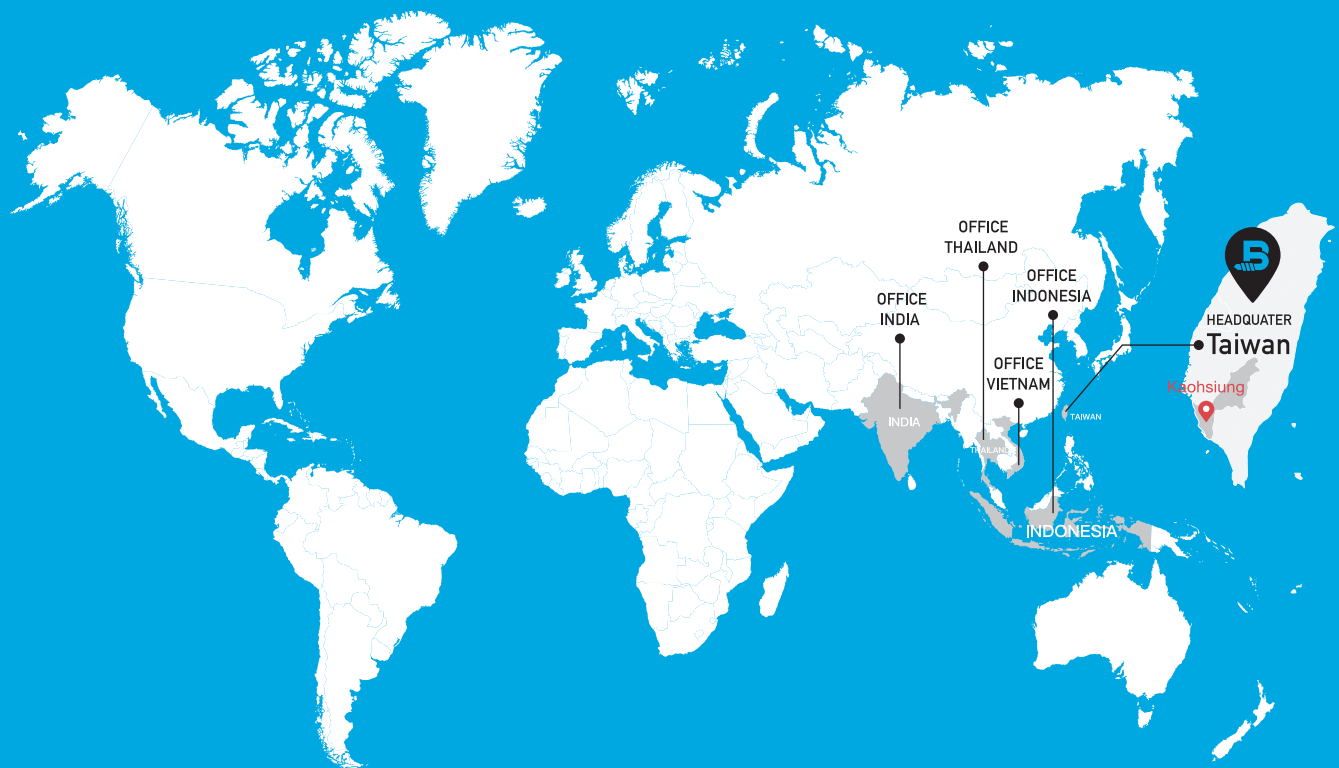 OFFICE
THAILAND
OFFICE
INDONESIA
OFFICE
INDIA
OFFICE
VIETNAM
B
HEADQUATER
Taiwan
Kaohsiung
TAIWAN
INDIA
THAILAND
INDONESIA